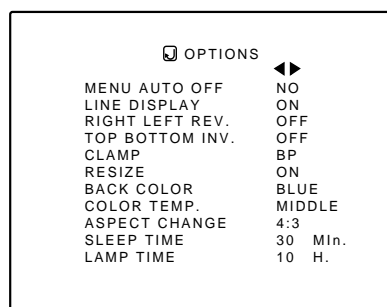 OPTIONS
MENU AUTO OFF NO
LINE DISPLAY ON
RIGHT LEFT REV. OFF
TOP BOTTOM INV. OFF
CLAMP BP
RESIZE ON
BACK COLOR BLUE
COLOR TEMP. MIDDLE
ASPECT CHANGE 4:3
SLEEP TIME 30 MIn.
LAMP TIME 10 H.